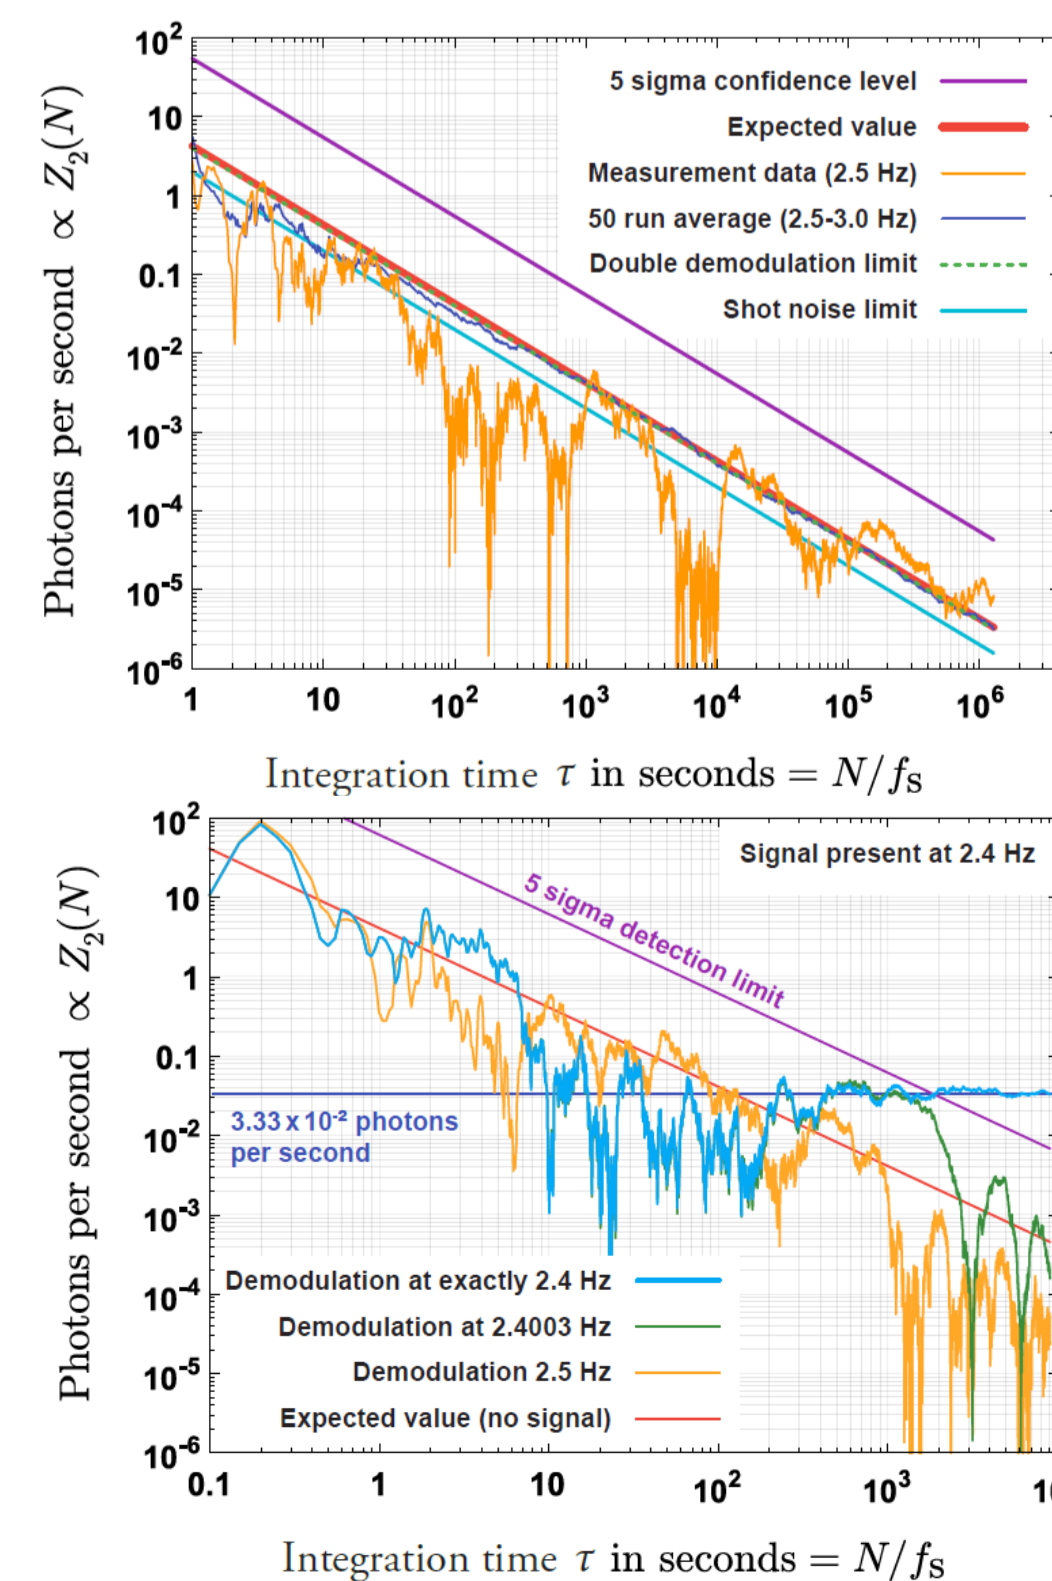 10²
10
1
0.1
10⁻²
10⁻³
10⁻⁴
10⁻⁵
10⁻⁶
Photons per second ∝ Z₂(N)
5 sigma confidence level
Expected value
Measurement data (2.5 Hz)
50 run average (2.5-3.0 Hz)
Double demodulation limit
Shot noise limit
1 10 10² 10³ 10⁴ 10⁵ 10⁶
Integration time τ in seconds = N/fS
10²
10
1
0.1
10⁻²
10⁻³
10⁻⁴
10⁻⁵
10⁻⁶
Photons per second ∝ Z₂(N)
Signal present at 2.4 Hz
5 sigma detection limit
3.33 x 10⁻² photons
per second
Demodulation at exactly 2.4 Hz
Demodulation at 2.4003 Hz
Demodulation 2.5 Hz
Expected value (no signal)
0.1 1 10 10² 10³
Integration time τ in seconds = N/fS